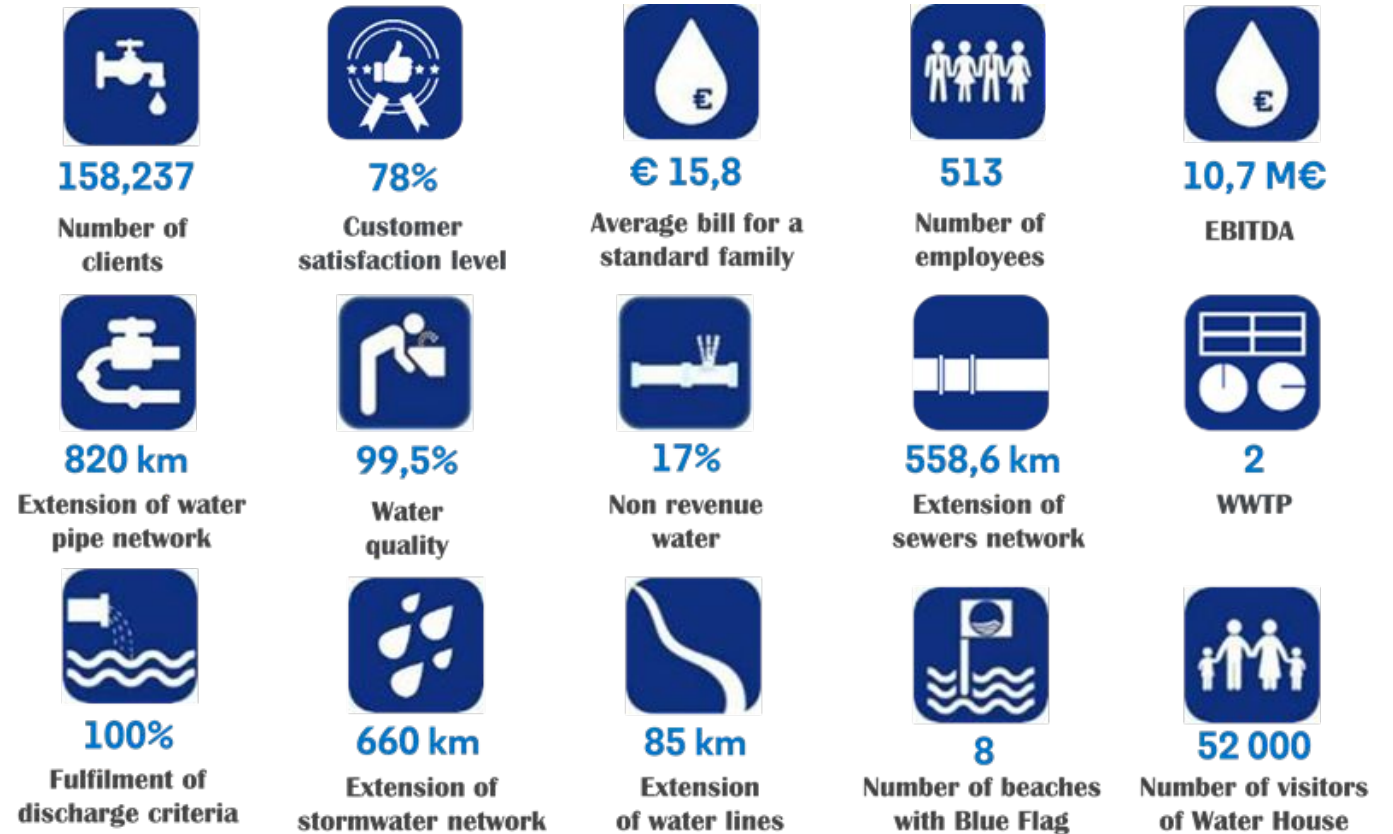 €
€
158,237
78%
€ 15,8
513
10,7 M€
Number of
clients
Customer
satisfaction level
Average bill for a
standard family
Number of
employees
EBITDA
820 km
99,5%
17%
558,6 km
2
Extension of water
pipe network
Water
quality
Non revenue
water
Extension of
sewers network
WWTP
100%
660 km
85 km
8
52 000
Fulfilment of
discharge criteria
Extension of
stormwater network
Extension
of water lines
Number of beaches
with Blue Flag
Number of visitors
of Water House